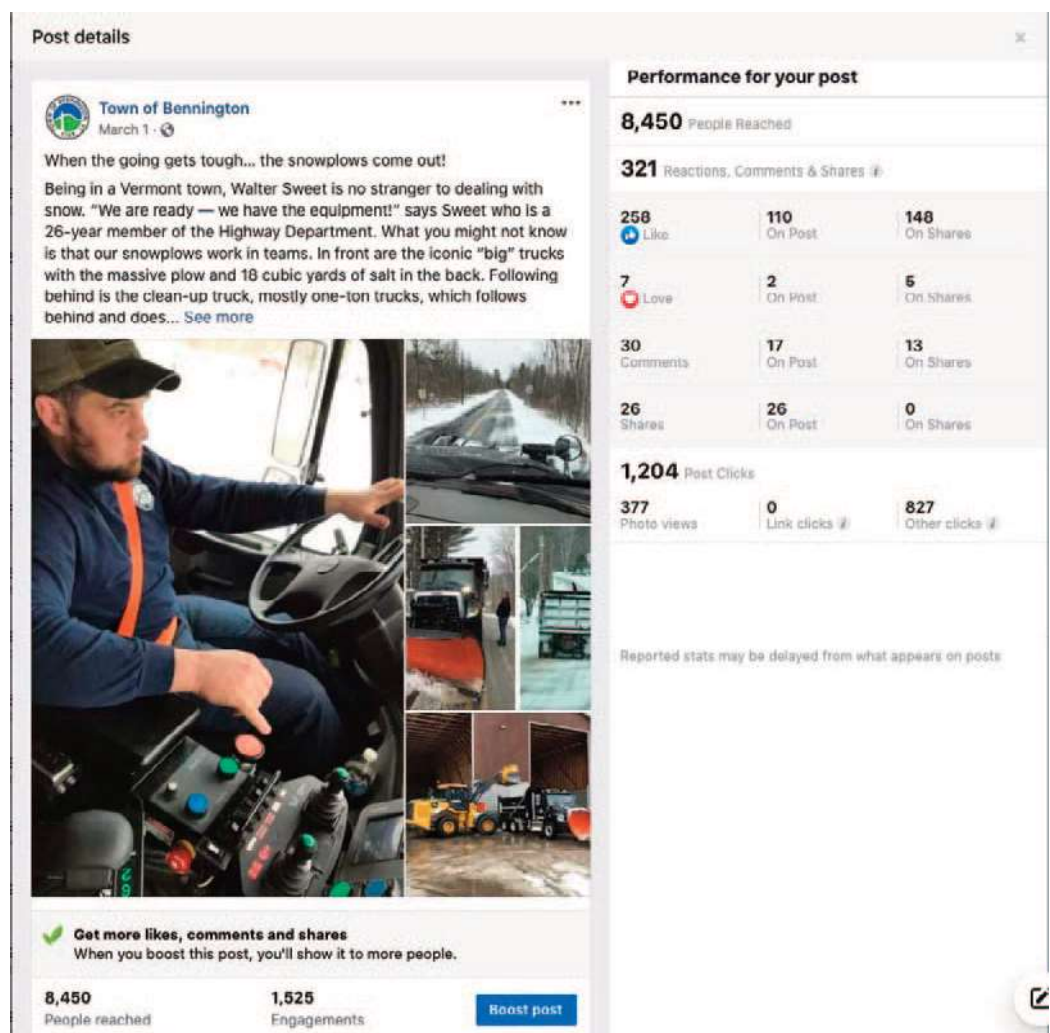 Post details
Town of Bennington
March 1 ·
When the going gets tough... the snowplows come out!
Being in a Vermont town, Walter Sweet is no stranger to dealing with
snow. “We are ready — we have the equipment!” says Sweet who is a
26-year member of the Highway Department. What you might not know
is that our snowplows work in teams. In front are the iconic “big” trucks
with the massive plow and 18 cubic yards of salt in the back. Following
behind is the clean-up truck, mostly one-ton trucks, which follows
behind and does... See more
Get more likes, comments and shares
When you boost this post, you'll show it to more people.
8,450 1,525
People reached Engagements
Boost post
Performance for your post
8,450 People Reached
321 Reactions, Comments & Shares
258 110 148
Like On Post On Shares
7 2 5
Love On Post On Shares
30 17 13
Comments On Post On Shares
26 26 0
Shares On Post On Shares
1,204 Post Clicks
377 0 827
Photo views Link clicks Other clicks
Reported stats may be delayed from what appears on posts